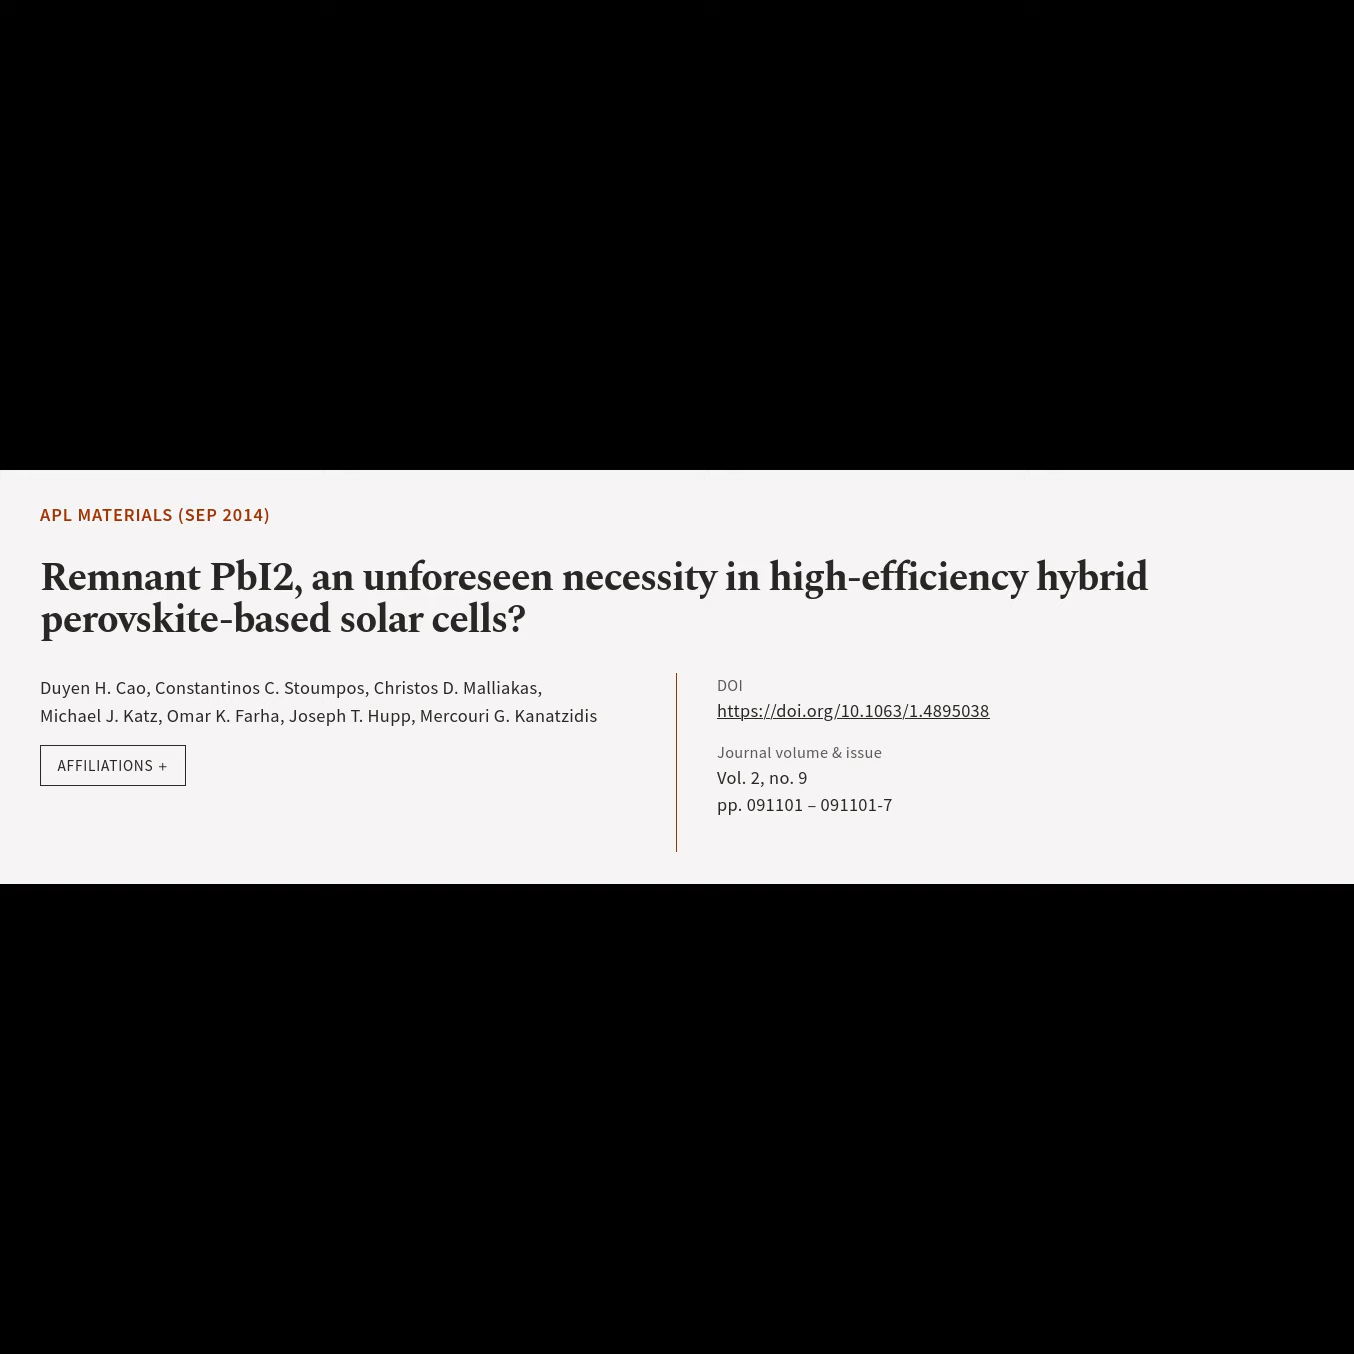 APL MATERIALS (SEP 2014)
Remnant PbI2, an unforeseen necessity in high-efficiency hybrid
perovskite-based solar cells?
Duyen H. Cao, Constantinos C. Stoumpos, Christos D. Malliakas,
Michael J. Katz, Omar K. Farha, Joseph T. Hupp, Mercouri G. Kanatzidis
AFFILIATIONS +
DOI
https://doi.org/10.1063/1.4895038
Journal volume & issue
Vol. 2, no. 9
pp. 091101 – 091101-7